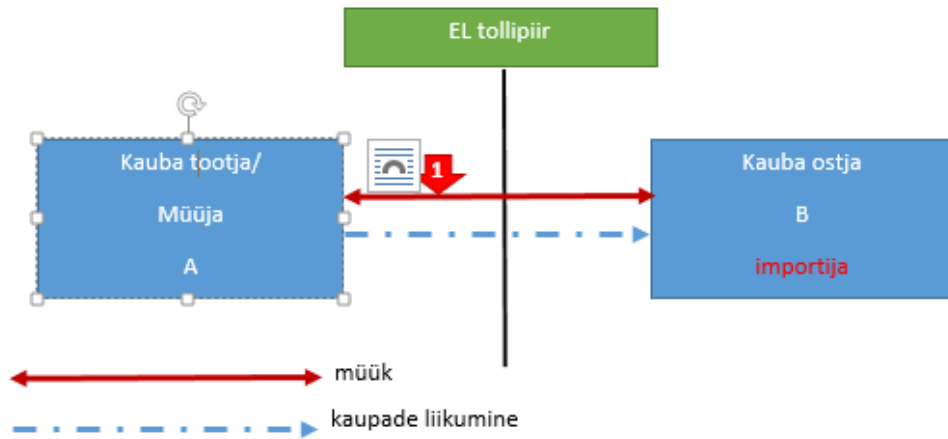 EL tollipiir
Kauba tootja/
Müüja
A
1
Kauba ostja
B
importija
müük
kaupade liikumine